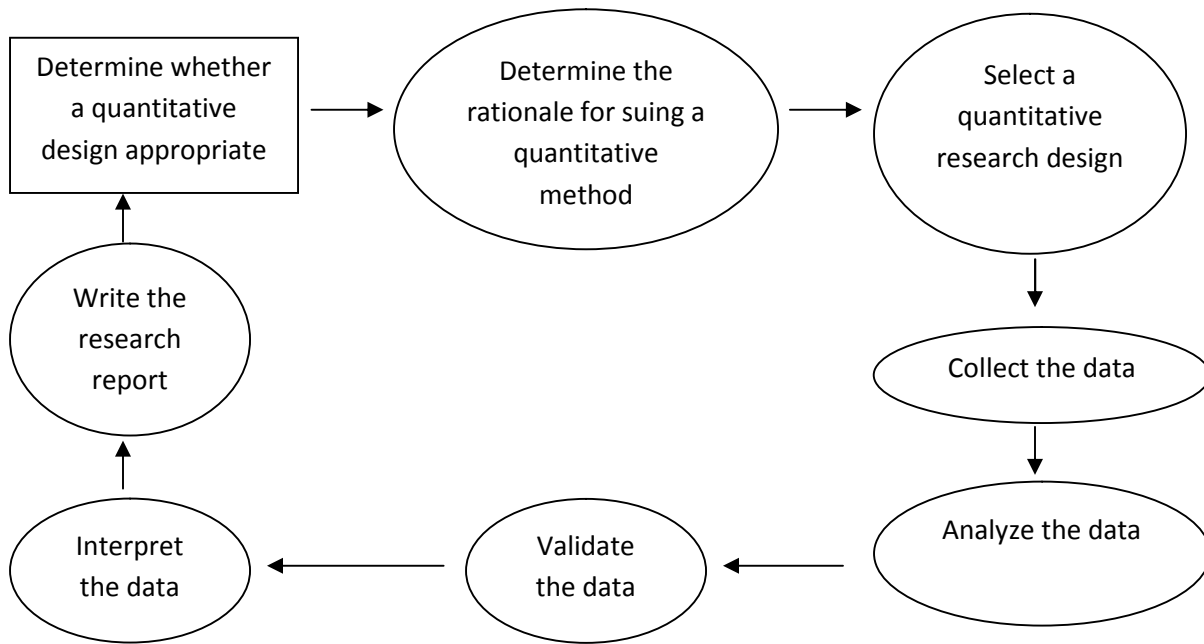 Determine whether
a quantitative
design appropriate
Determine the
rationale for suing a
quantitative
method
Select a
quantitative
research design
Collect the data
Analyze the data
Validate
the data
Interpret
the data
Write the
research
report